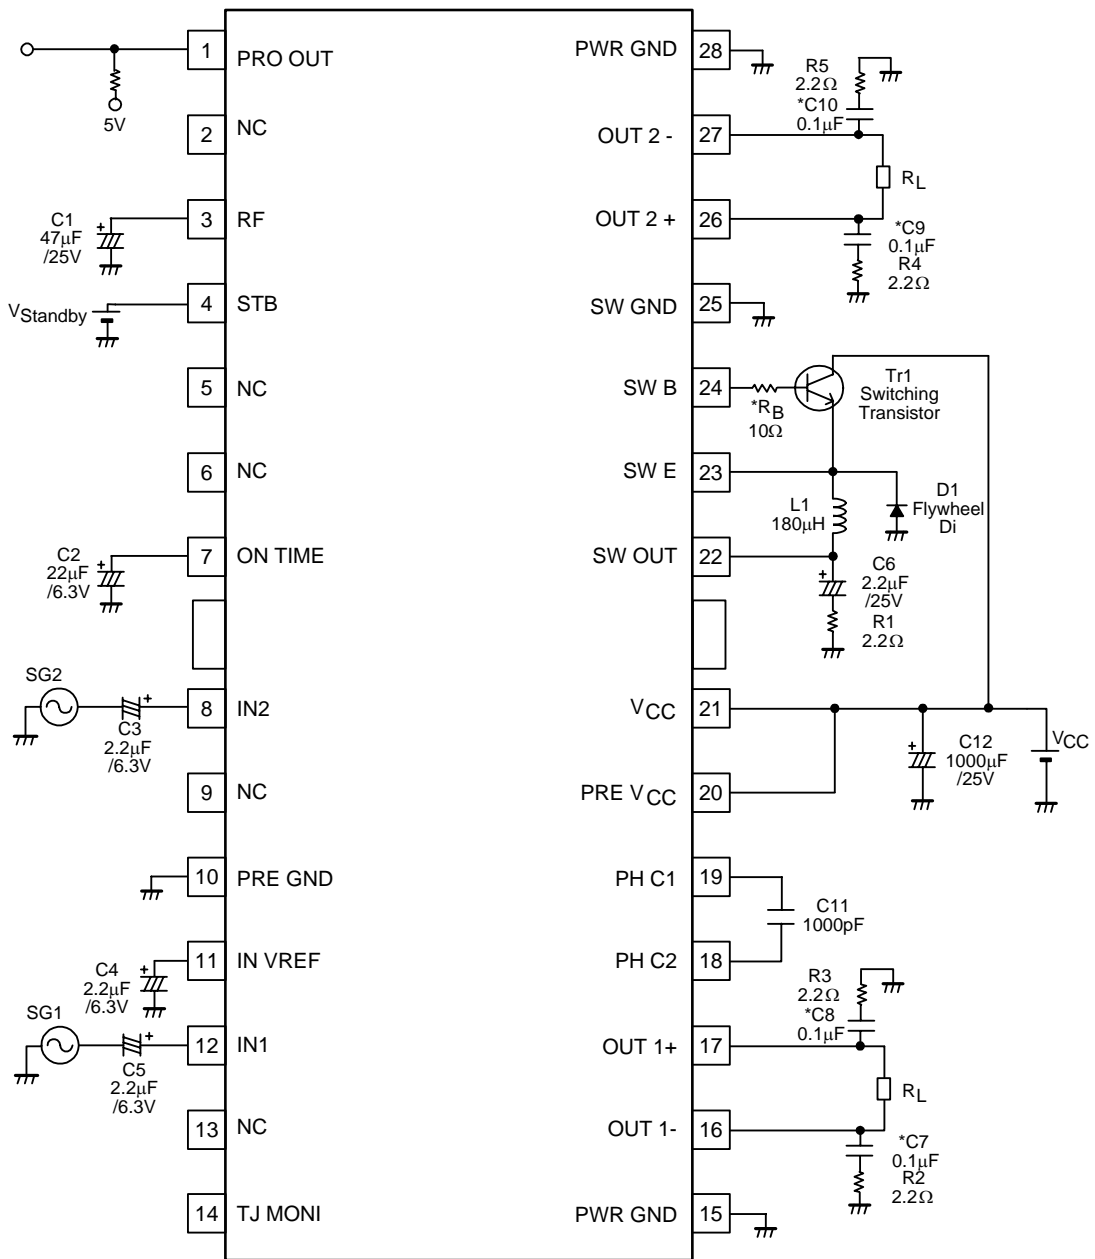 1 PRO OUT
5V
2 NC
C1
47µF
/25V
3 RF
VStandby
4 STB
5 NC
6 NC
C2
22µF
/6.3V
7 ON TIME
SG2
C3
2.2µF
/6.3V
8 IN2
9 NC
10 PRE GND
C4
2.2µF
/6.3V
11 IN VREF
SG1
C5
2.2µF
/6.3V
12 IN1
13 NC
14 TJ MONI
PWR GND 28
R5
2.2Ω
*C10
0.1µF
OUT 2 - 27
RL
OUT 2 + 26
*C9
0.1µF
R4
2.2Ω
SW GND 25
SW B 24
*RB
10Ω
Tr1
Switching
Transistor
SW E 23
L1
180µH
D1
Flywheel
Di
SW OUT 22
C6
2.2µF
/25V
R1
2.2Ω
VCC 21
C12
1000µF
/25V
VCC
PRE VCC 20
PH C1 19
C11
1000pF
PH C2 18
R3
2.2Ω
*C8
0.1µF
OUT 1+ 17
RL
OUT 1- 16
*C7
0.1µF
R2
2.2Ω
PWR GND 15